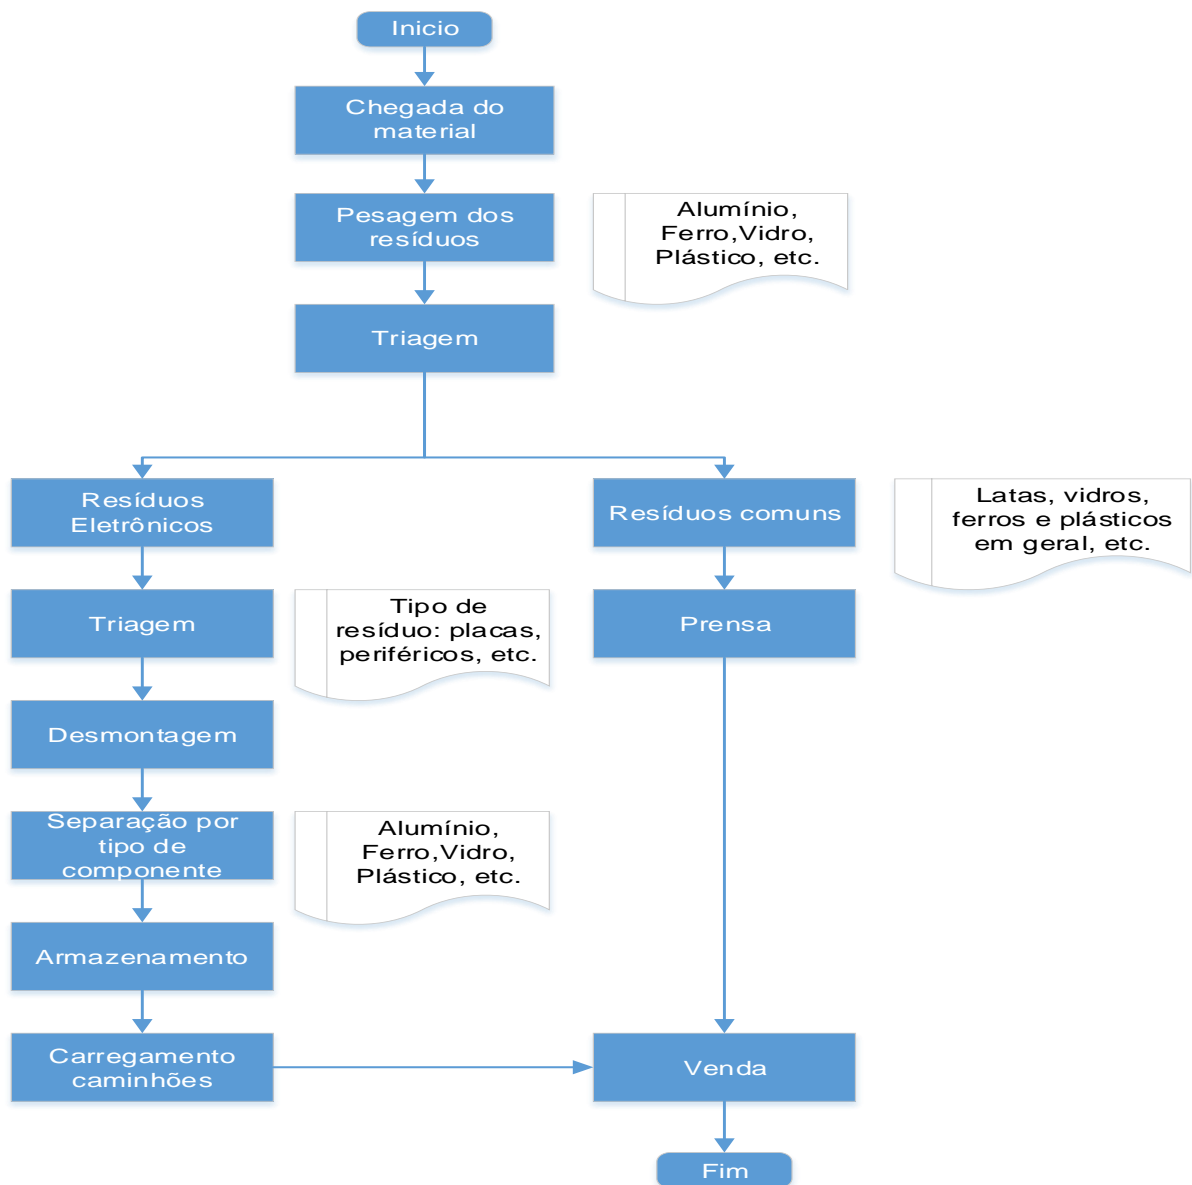 Inicio
Chegada do
material
Pesagem dos
resíduos
Alumínio,
Ferro,Vidro,
Plástico, etc.
Triagem
Resíduos
Eletrônicos
Resíduos comuns
Latas, vidros,
ferros e plásticos
em geral, etc.
Triagem
Tipo de
resíduo: placas,
periféricos, etc.
Prensa
Desmontagem
Separação por
tipo de
componente
Alumínio,
Ferro,Vidro,
Plástico, etc.
Armazenamento
Carregamento
caminhões
Venda
Fim